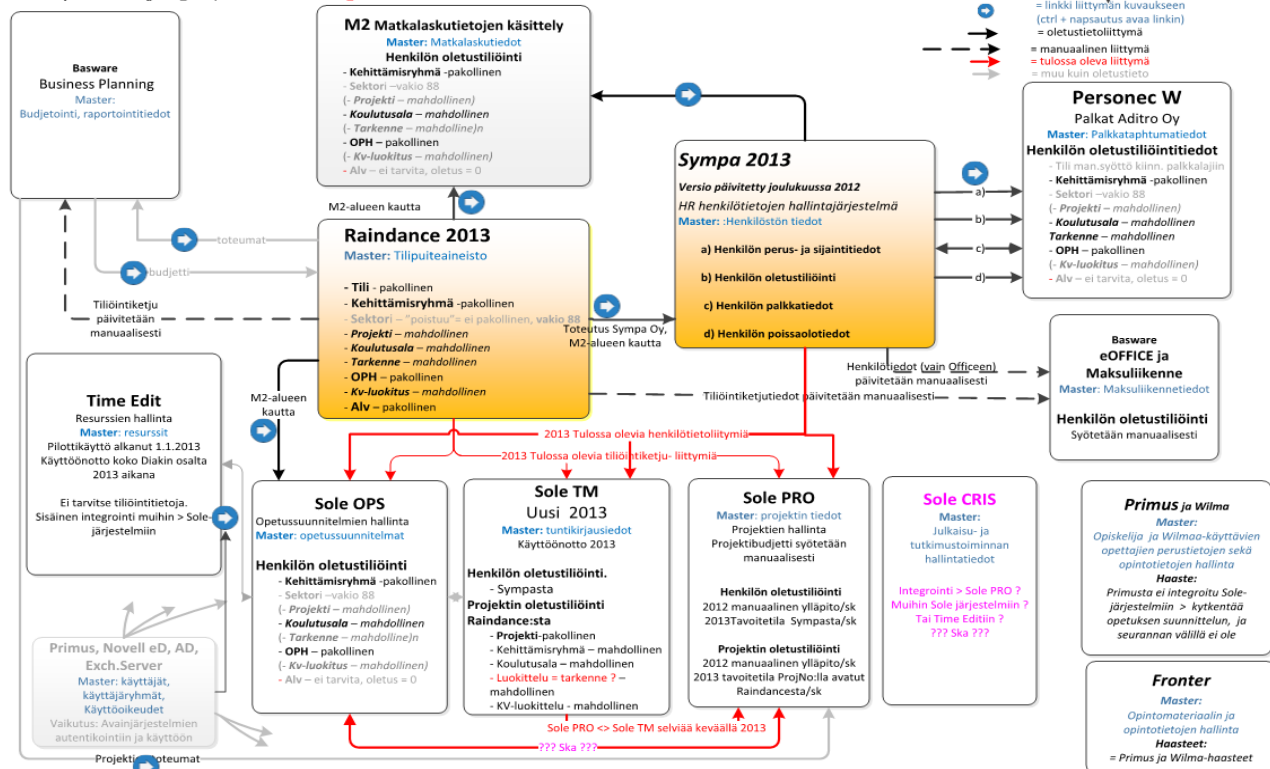 = linkki liittymän kuvaukseen
(ctrl + napsautus avaa linkin)
= oletustietoliittymä
= manuaalinen liittymä
= tulossa oleva liittymä
= muu kuin oletustieto
M2 Matkalaskutietojen käsittely
Master: Matkalaskutiedot
Henkilön oletustiliöinti
- Kehittämisryhmä -pakollinen
- Sektori –vakio 88
(- Projekti – mahdollinen)
- Koulutusala – mahdollinen
(- Tarkenne – mahdolline)n
- OPH – pakollinen
(- Kv-luokitus – mahdollinen)
- Alv – ei tarvita, oletus = 0
Basware
Business Planning
Master:
Budjetointi, raportointitiedot
Personec W
Palkat Aditro Oy
Master: Palkkataphtumatiedot
Henkilön oletustiliöintitiedot
- Tili man.syöttö kiinn. palkkalajiin
- Kehittämisryhmä -pakollinen
- Sektori –vakio 88
(- Projekti – mahdollinen)
- Koulutusala – mahdollinen
Tarkenne – mahdollinen
- OPH – pakollinen
(- Kv-luokitus – mahdollinen)
- Alv – ei tarvita, oletus = 0
Sympa 2013
Versio päivitetty joulukuussa 2012
HR henkilötietojen hallintajärjestelmä
Master: :Henkilöstön tiedot
a) Henkilön perus- ja sijaintitiedot
b) Henkilön oletustiliöinti
c) Henkilön palkkatiedot
d) Henkilön poissaolotiedot
a)
b)
c)
d)
M2-alueen kautta
Raindance 2013
Master: Tilipuiteaineisto
- Tili - pakollinen
- Kehittämisryhmä -pakollinen
- Sektori – ”poistuu”= ei pakollinen, vakio 88
- Projekti – mahdollinen
- Koulutusala – mahdollinen
- Tarkenne – mahdollinen
- OPH – pakollinen
- Kv-luokitus – mahdollinen
- Alv – pakollinen
toteumat
budjetti
Tiliöintiketju
päivitetään
manuaalisesti
Toteutus Sympa Oy,
M2-alueen kautta
Henkilötiedot (vain Officeen)
päivitetään manuaalisesti
Tiliöintiketjutiedot päivitetään manuaalisesti
Basware
eOFFICE ja
Maksuliikenne
Master: Maksuliikennetiedot
Henkilön oletustiliöinti
Syötetään manuaalisesti
Time Edit
Resurssien hallinta
Master: resurssit
Pilottikäyttö alkanut 1.1.2013
Käyttöönotto koko Diakin osalta
2013 aikana
Ei tarvitse tiliöintitietoja.
Sisäinen integrointi muihin > Sole-
järjestelmiin
M2-alueen
kautta
2013 Tulossa olevia henkilötietoliitymiä
2013 Tulossa olevia tiliöintiketju- liittymiä
Sole OPS
Opetussuunnitelmien hallinta
Master: opetussuunnitelmat
Henkilön oletustiliöinti
- Kehittämisryhmä -pakollinen
- Sektori –vakio 88
(- Projekti – mahdollinen)
- Koulutusala – mahdollinen
(- Tarkenne – mahdolline)n
- OPH – pakollinen
(- Kv-luokitus – mahdollinen)
- Alv – ei tarvita, oletus = 0
Sole TM
Uusi 2013
Master: tuntikirjausiedot
Käyttöönotto 2013
Henkilön oletustiliöinti.
- Sympasta
Projektin oletustiliöinti
Raindance:sta
- Projekti-pakollinen
- Kehittämisryhmä – mahdollinen
- Koulutusala – mahdollinen
- Luokittelu = tarkenne ? –
mahdollinen
- KV-luokittelu - mahdollinen
Sole PRO
Master: projektin tiedot
Projektien hallinta
Projektibudjetti syötetään
manuaalisesti
Henkilön oletustiliöinti
2012 manuaalinen ylläpito/sk
2013Tavoitetila Sympasta/sk
Projektin oletustiliöinti
2012 manuaalinen ylläpito/sk
2013 tavoitetila ProjNo:lla avatut
Raindancesta/sk
Sole CRIS
Master:
Julkaisu- ja
tutkimustoiminnan
hallintatiedot
Integrointi > Sole PRO ?
Muihin Sole järjestelmiin ?
Tai Time Editiin ?
??? Ska ???
Primus ja Wilma
Master:
Opiskelija ja Wilmaa-käyttävien
opettajien perustietojen sekä
opintotietojen hallinta
Haaste:
Primusta ei integroitu Sole-
järjestelmiin > kytkentää
opetuksen suunnittelun, ja
seurannan välillä ei ole
Primus, Novell eD, AD,
Exch.Server
Master: käyttäjät,
käyttäjäryhmät,
Käyttöoikeudet
Vaikutus: Avainjärjestelmien
autentikointiin ja käyttöön
Sole PRO <> Sole TM selviää keväällä 2013
??? Ska ???
toteumat
Fronter
Master:
Opintomateriaalin ja
opintotietojen hallinta
Haasteet:
= Primus ja Wilma-haasteet